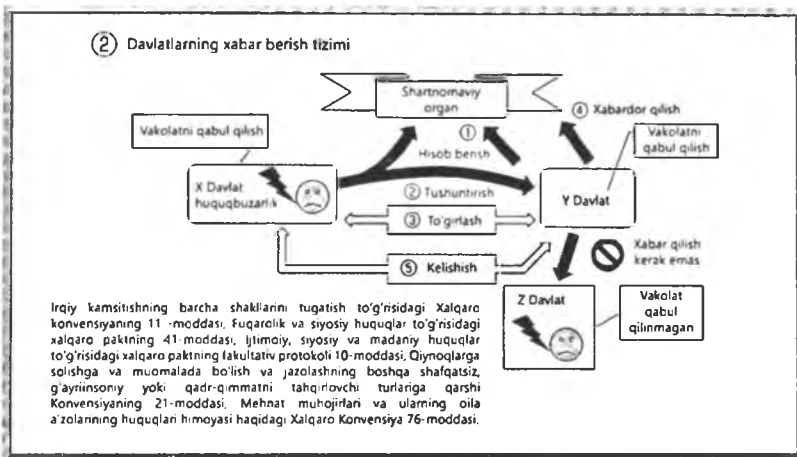 ② Davlatlarning xabar berish tizimi
Shartnomaviy
organ
④ Xabardor qilish
Vakolatni qabul qilish
①
Vakolatni
qabul qilish
Hisob berish
X Davlat
huquqbuzarlik
② Tushuntirish
Y Davlat
③ To'g'irlash
⑤ Kelishish
Xabar qilish
kerak emas
Z Davlat
Vakolat
qabul
qilinmagan
Irqiy kamsitishning barcha shakllarini tugatish to'g'risidagi Xalqaro
konvensiyaning 11 -moddasi, Fuqarolik va siyosiy huquqlar to'g'risidagi
xalqaro paktning 41-moddasi, Ijtimoiy, siyosiy va madaniy huquqlar
to'g'risidagi xalqaro paktning fakultativ protokoli 10-moddasi, Qiynoqlarga
solishga va muomalada bo'lish va jazolashning boshqa shafqatsiz,
g'ayriinsoniy yoki qadr-qimmatni tahqirlovchi turlariga qarshi
Konvensiyaning 21-moddasi, Mehnat muhojirlari va ularning oila
a'zolarining huquqlari himoyasi haqidagi Xalqaro Konvensiya 76-moddasi.